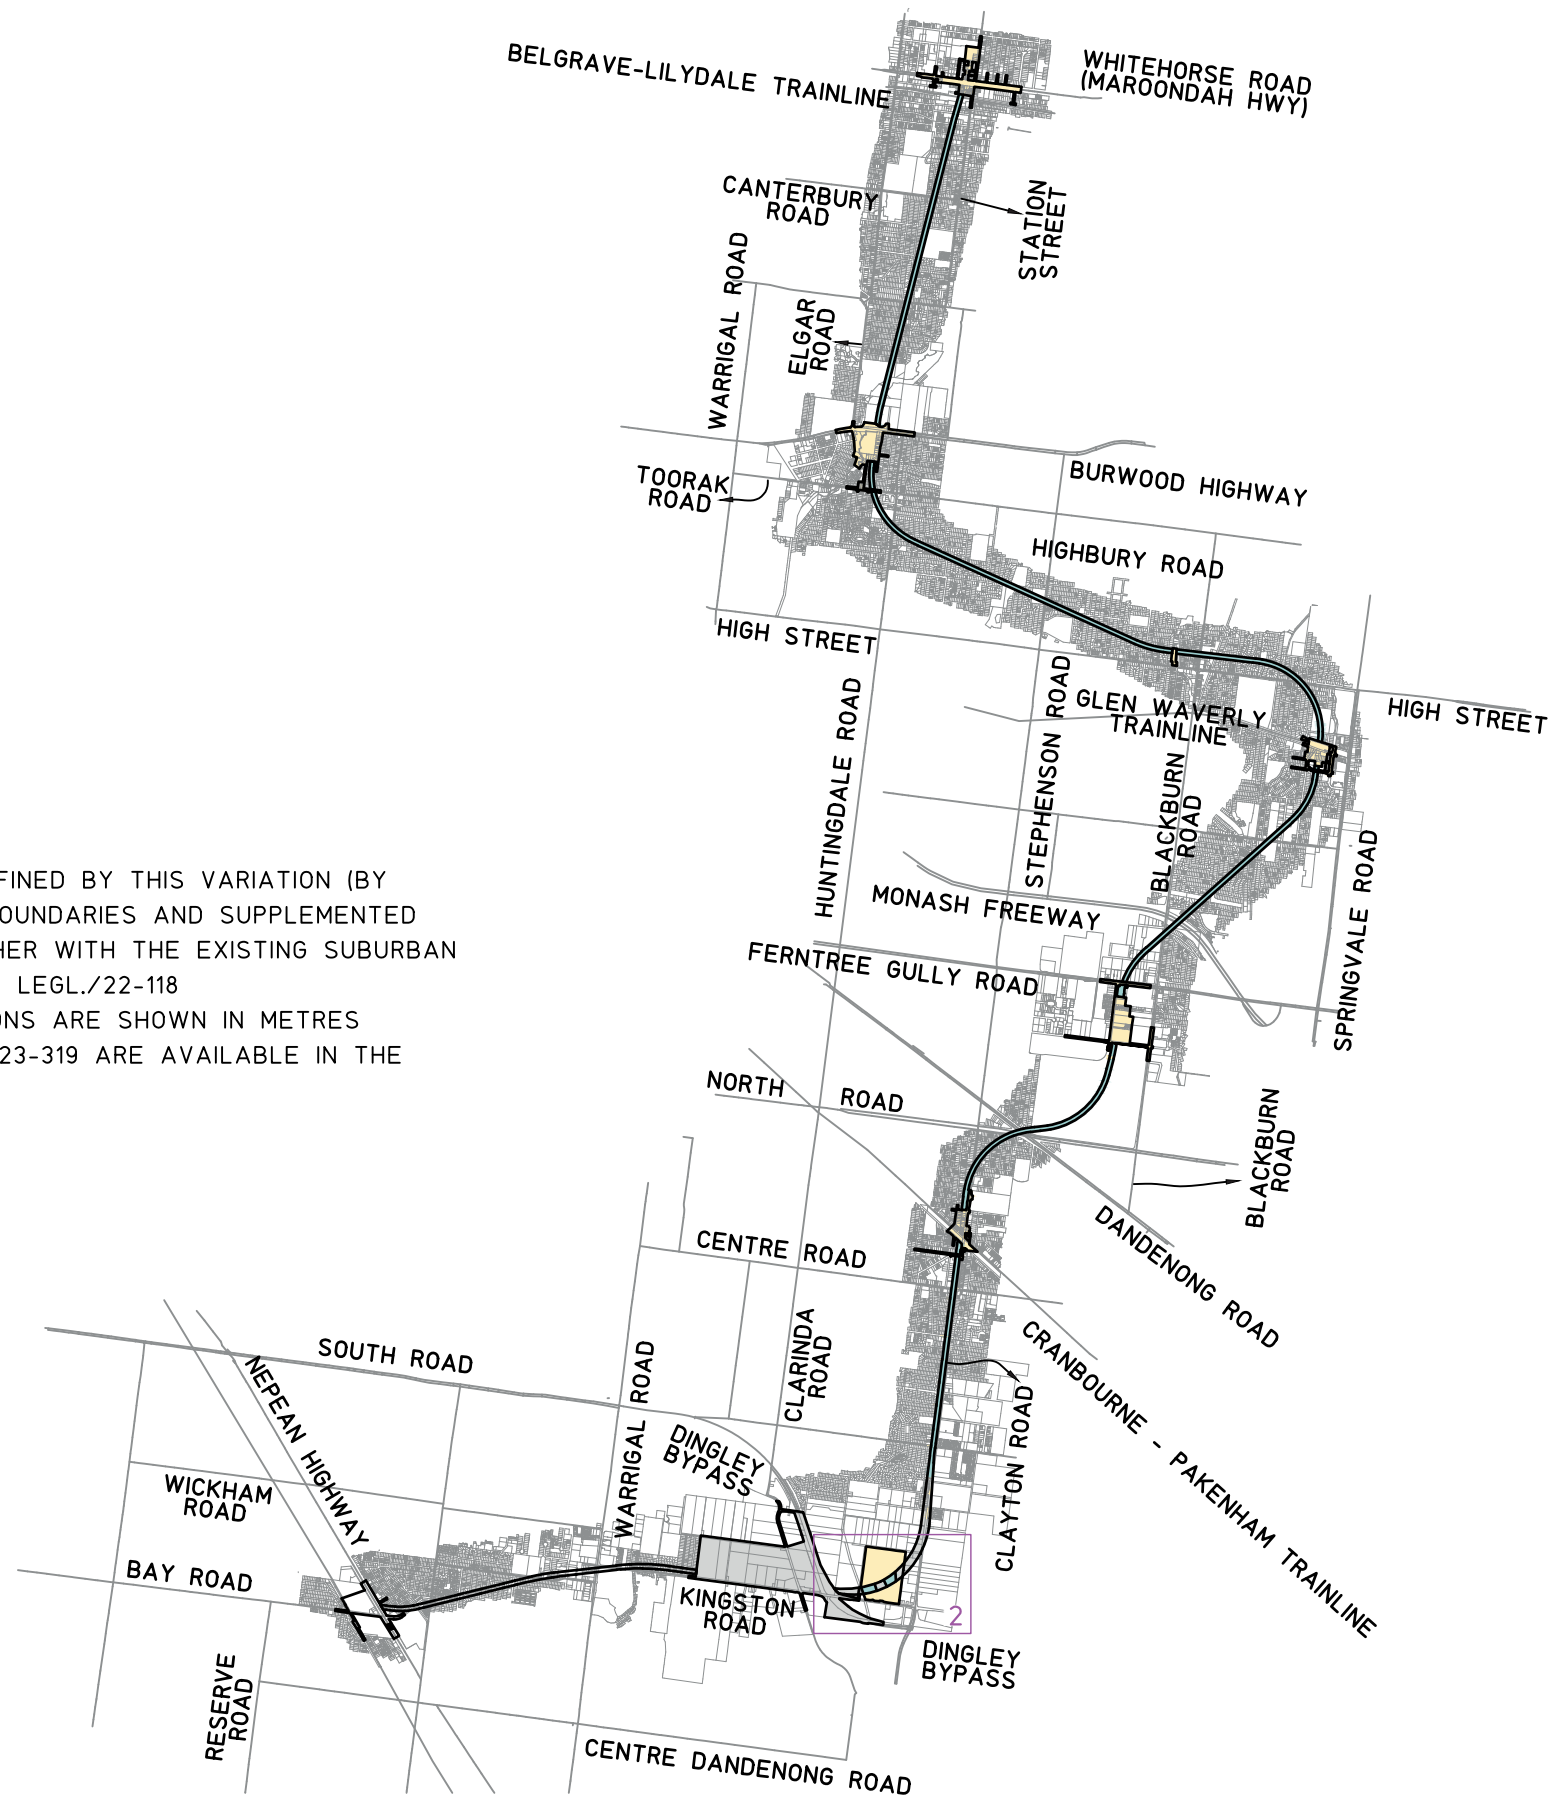 BELGRAVE-LILYDALE TRAINLINE
WHITEHORSE ROAD
(MAROONDAH HWY)
CANTERBURY
ROAD
STATION
STREET
WARRIGAL ROAD
ELGAR
ROAD
TOORAK
ROAD
BURWOOD HIGHWAY
HIGHBURY ROAD
HIGH STREET
HIGH STREET
GLEN WAVERLY
TRAINLINE
HUNTINGDALE ROAD
STEPHENSON ROAD
BLACKBURN
ROAD
SPRINGVALE ROAD
FINED BY THIS VARIATION (BY
OUNDARIES AND SUPPLEMENTED
HER WITH THE EXISTING SUBURBAN
LEGL./22-118
ONS ARE SHOWN IN METRES
23-319 ARE AVAILABLE IN THE
MONASH FREEWAY
FERNTREE GULLY ROAD
NORTH ROAD
BLACKBURN
ROAD
DANDENONG ROAD
CENTRE ROAD
CLARINDA
ROAD
CRANBOURNE - PAKENHAM TRAINLINE
SOUTH ROAD
NEPEAN HIGHWAY
WARRIGAL ROAD
DINGLEY
BYPASS
CLAYTON ROAD
WICKHAM
ROAD
BAY ROAD
KINGSTON
ROAD
2
DINGLEY
BYPASS
RESERVE
ROAD
CENTRE DANDENONG ROAD